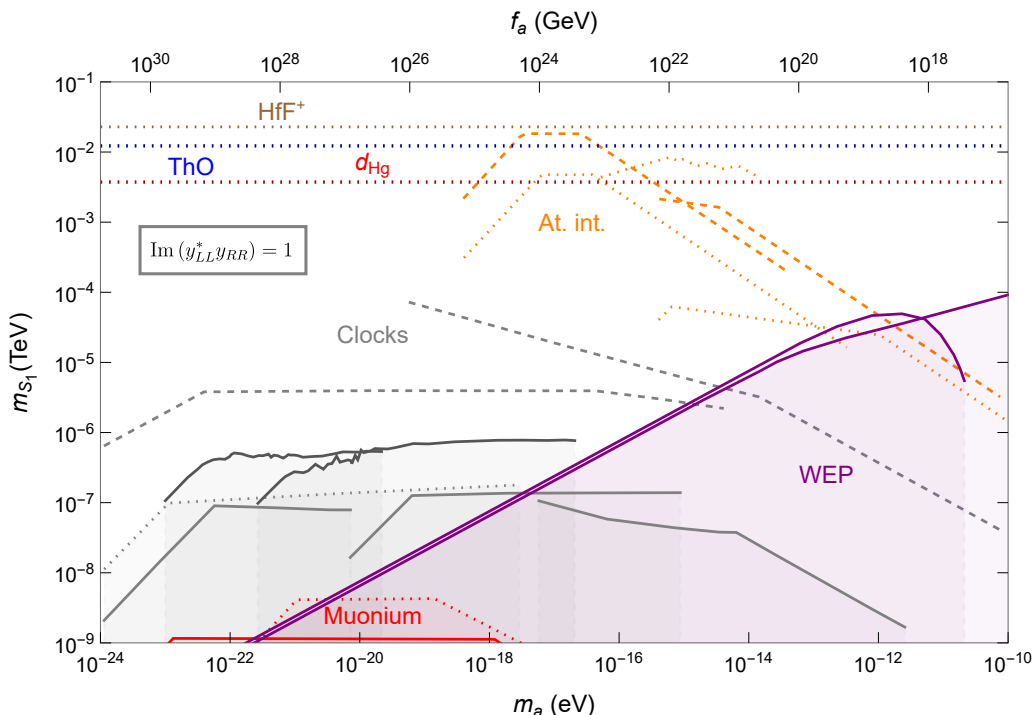 f_a (GeV)
10^30 10^28 10^26 10^24 10^22 10^20 10^18
10^-1
HfF^+
10^-2
ThO
d_Hg
10^-3
At. int.
Im (y*_LL y_RR) = 1
10^-4
Clocks
10^-5
m_S_1 (TeV)
10^-6
WEP
10^-7
10^-8
Muonium
10^-9
10^-24 10^-22 10^-20 10^-18 10^-16 10^-14 10^-12 10^-10
m_a (eV)